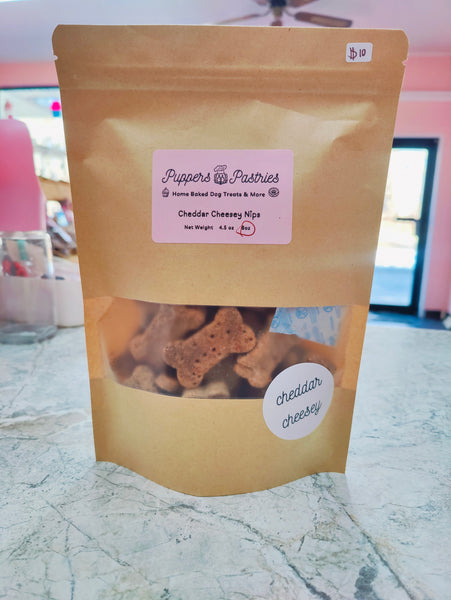 $10
Puppers Pastries
Home Baked Dog Treats & More
Cheddar Cheesey Nips
Net Weight 4.5 oz 8oz
cheddar
cheesey